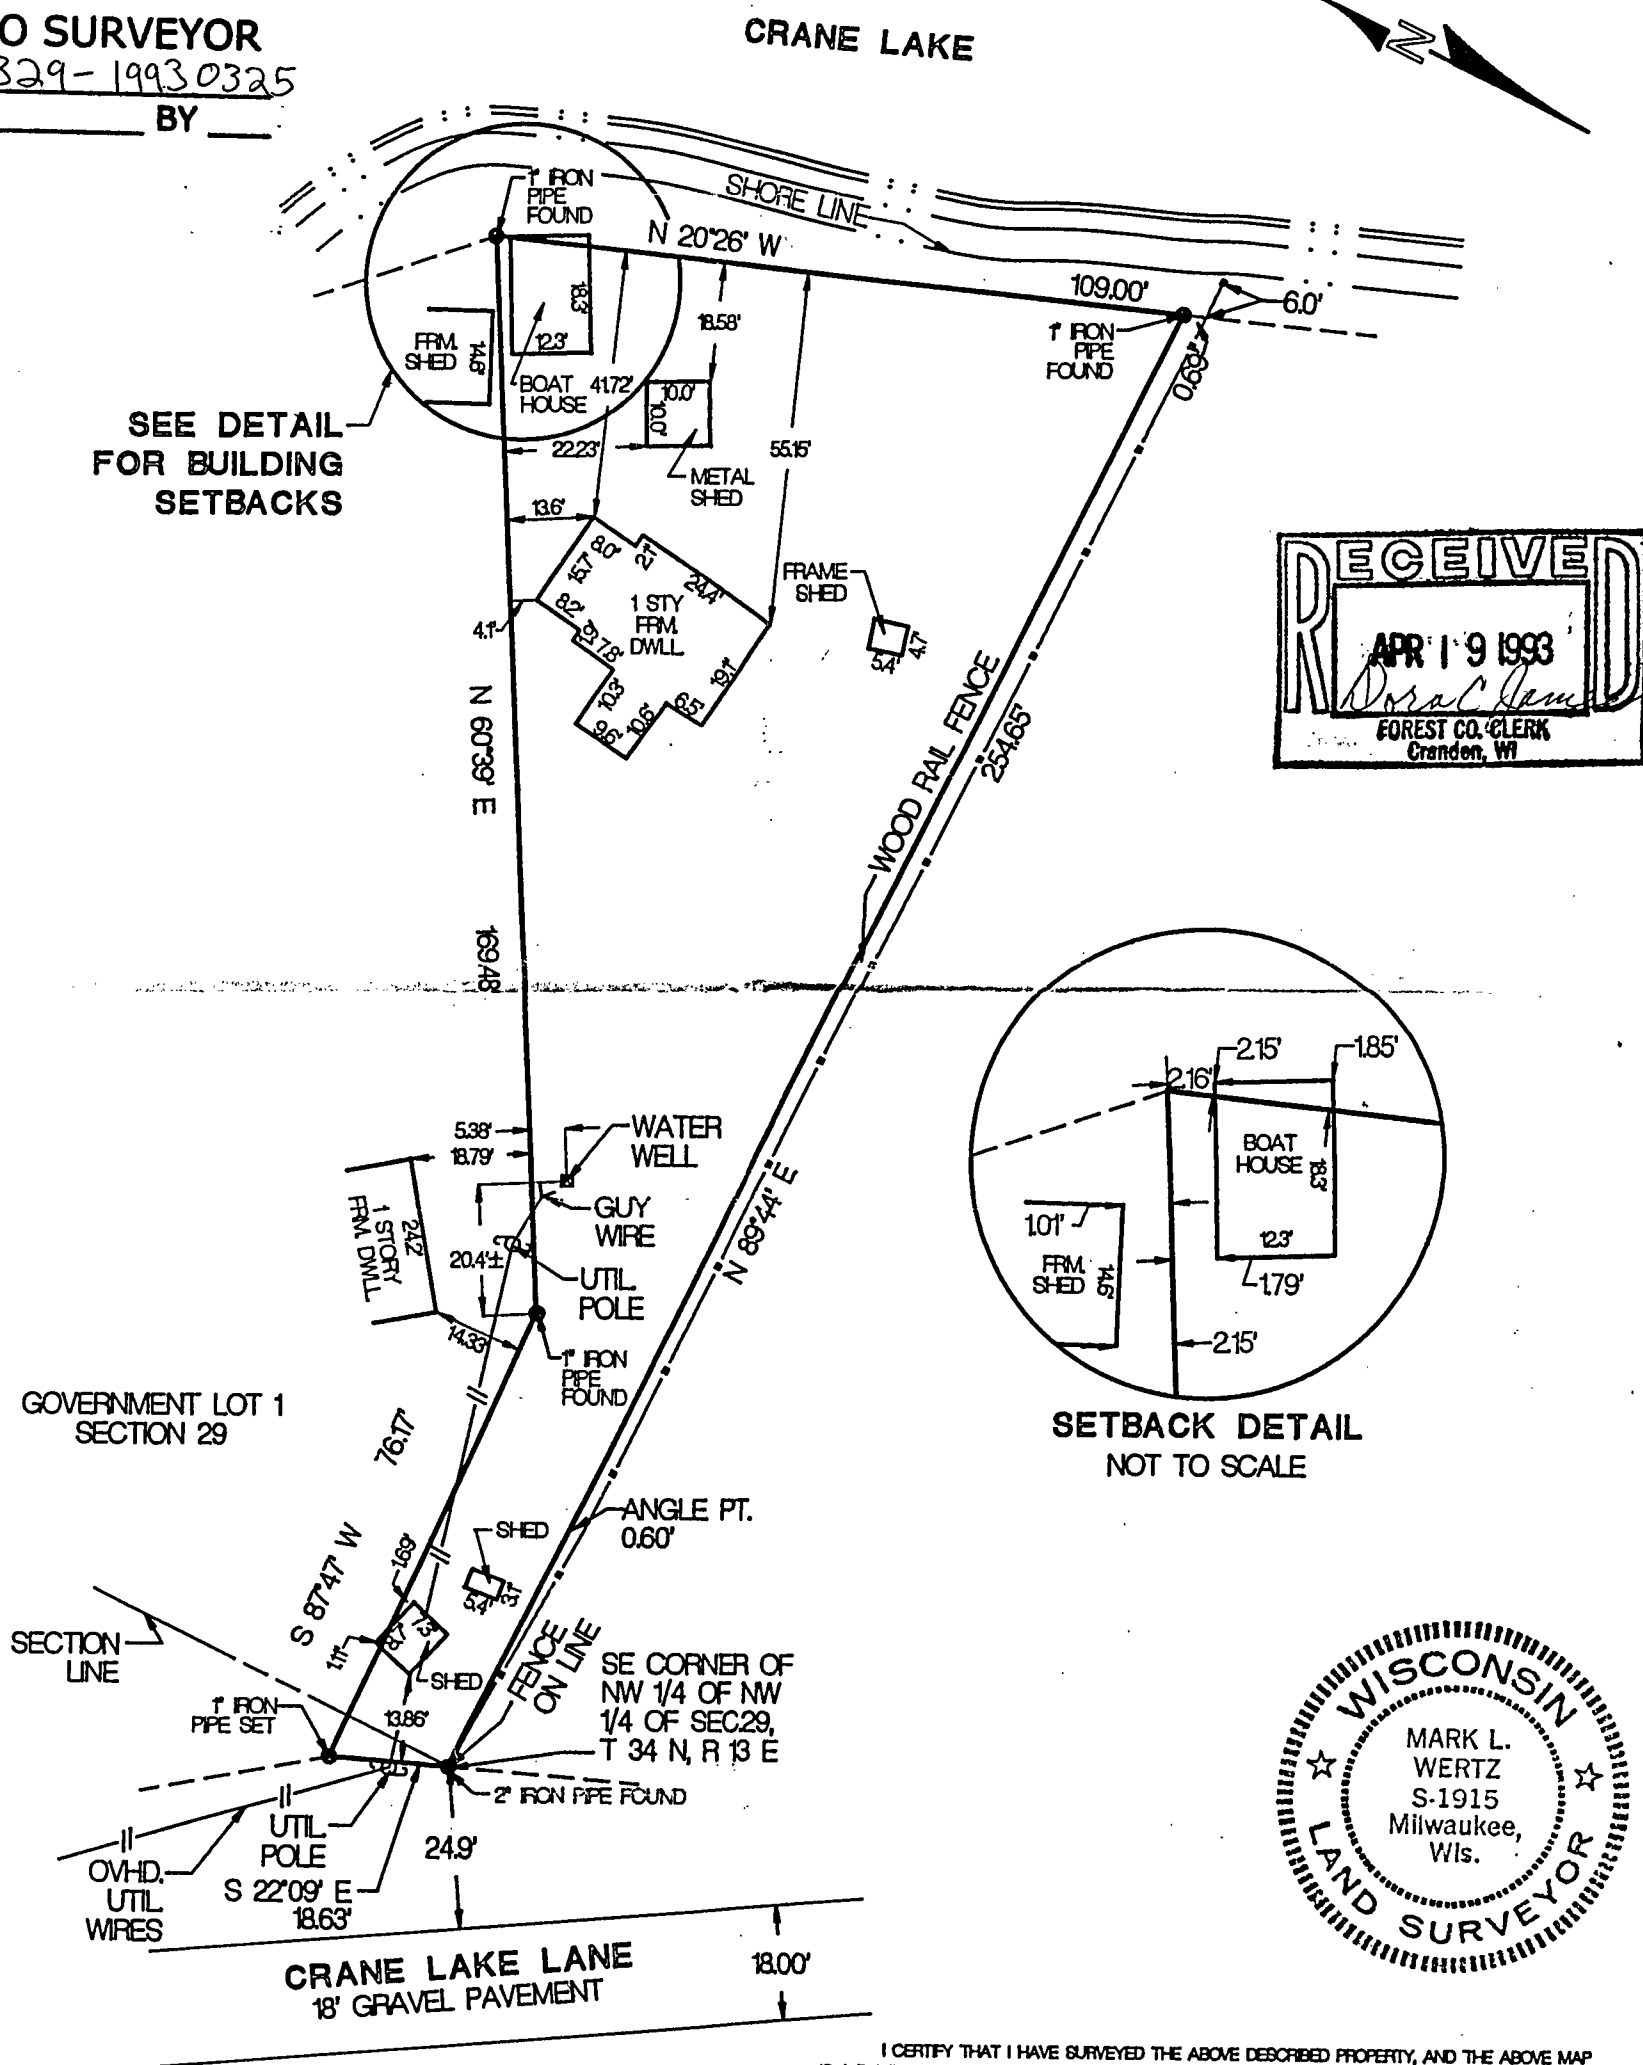 O SURVEYOR
329-19930325
BY
CRANE LAKE
N
1" IRON
PIPE
FOUND
SHORE LINE
N 20°26' W
109.00'
6.0'
1" IRON
PIPE
FOUND
0.69'
18.3'
12.3'
BOAT
HOUSE
FRM.
SHED
14.6'
41.72'
18.58'
10.0'
10.0'
22.23'
METAL
SHED
55.15'
SEE DETAIL
FOR BUILDING
SETBACKS
13.6'
8.0'
2.1'
24.4'
15.7'
8.2'
7.8'
10.3'
9.6'
10.6'
6.5'
19.1'
1 STY
FRM.
DWLL.
4.1'
FRAME
SHED
5.4'
4.7'
RECEIVED
APR 19 1993
Dora C
FOREST CO. CLERK
Crandon, WI
N 60°39' E
169.48'
WOOD RAIL FENCE
254.65'
N 89°44' E
5.38'
18.79'
WATER
WELL
GUY
WIRE
20.4'±
UTIL.
POLE
24.2
1 STORY
FRM. DWLL
14.33'
1" IRON
PIPE
FOUND
2.15'
1.85'
2.16'
BOAT
HOUSE
18.3'
12.3'
1.79'
1.01'
FRM.
SHED
14.6'
2.15'
SETBACK DETAIL
NOT TO SCALE
GOVERNMENT LOT 1
SECTION 29
76.17'
S 87°47' W
ANGLE PT.
0.60'
SHED
5.4'
3.1'
1.69'
7.3'
8.7'
1.11'
SHED
SECTION
LINE
1" IRON
PIPE SET
13.86'
FENCE
ON LINE
SE CORNER OF
NW 1/4 OF NW
1/4 OF SEC.29,
T 34 N, R 13 E
2" IRON PIPE FOUND
UTIL.
POLE
OVHD.
UTIL.
WIRES
S 22°09' E
18.63'
24.9'
CRANE LAKE LANE
18' GRAVEL PAVEMENT
18.00'
WISCONSIN
MARK L.
WERTZ
S-1915
Milwaukee,
Wis.
LAND SURVEYOR
I CERTIFY THAT I HAVE SURVEYED THE ABOVE DESCRIBED PROPERTY, AND THE ABOVE MAP